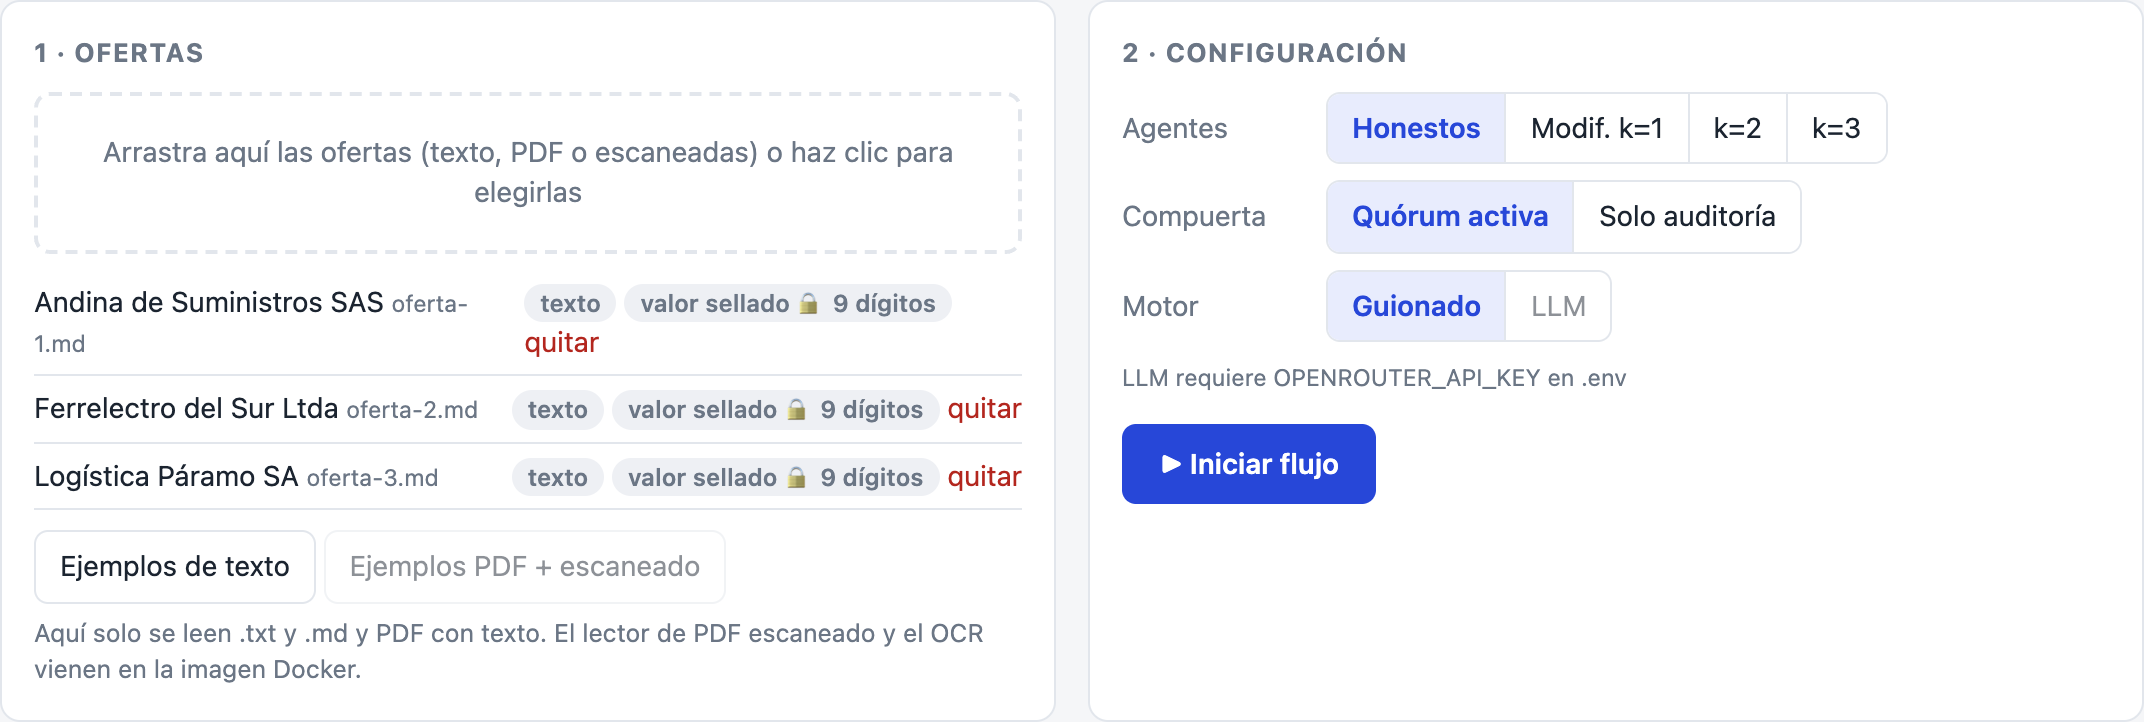 1 · OFERTAS
Arrastra aquí las ofertas (texto, PDF o escaneadas) o haz clic para
elegirlas
Andina de Suministros SAS oferta-
1.md
texto valor sellado 🔒 9 dígitos
quitar
Ferrelectro del Sur Ltda oferta-2.md texto valor sellado 🔒 9 dígitos quitar
Logística Páramo SA oferta-3.md texto valor sellado 🔒 9 dígitos quitar
Ejemplos de texto Ejemplos PDF + escaneado
Aquí solo se leen .txt y .md y PDF con texto. El lector de PDF escaneado y el OCR
vienen en la imagen Docker.
2 · CONFIGURACIÓN
Agentes Honestos Modif. k=1 k=2 k=3
Compuerta Quórum activa Solo auditoría
Motor Guionado LLM
LLM requiere OPENROUTER_API_KEY en .env
▶ Iniciar flujo